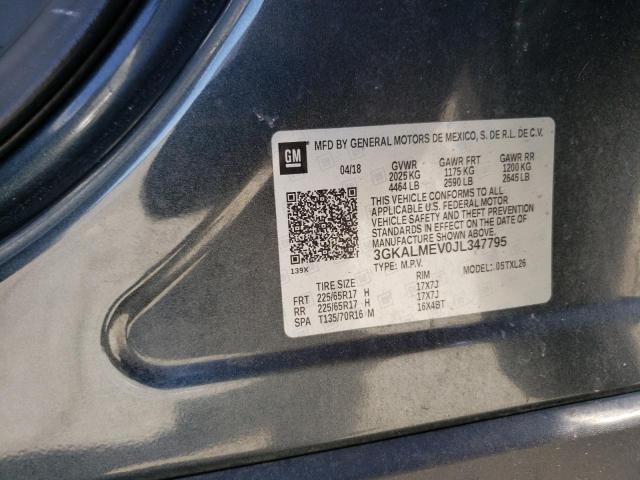 MFD BY GENERAL MOTORS DE MEXICO, S. DE R.L. DE C.V.
GM
04/18 GVWR GAWR FRT GAWR RR
2025 KG 1175 KG 1200 KG
4464 LB 2590 LB 2645 LB
THIS VEHICLE CONFORMS TO ALL
APPLICABLE U.S. FEDERAL MOTOR
VEHICLE SAFETY AND THEFT PREVENTION
STANDARDS IN EFFECT ON THE DATE OF
MANUFACTURE SHOWN ABOVE.
3GKALMEV0JL347795
139X
TYPE: M.P.V. .05TXL26
TIRE SIZE RIM
FRT 225/65R17 H 17X7J
RR 225/65R17 H 17X7J
SPA T135/70R16 M 16X4BT